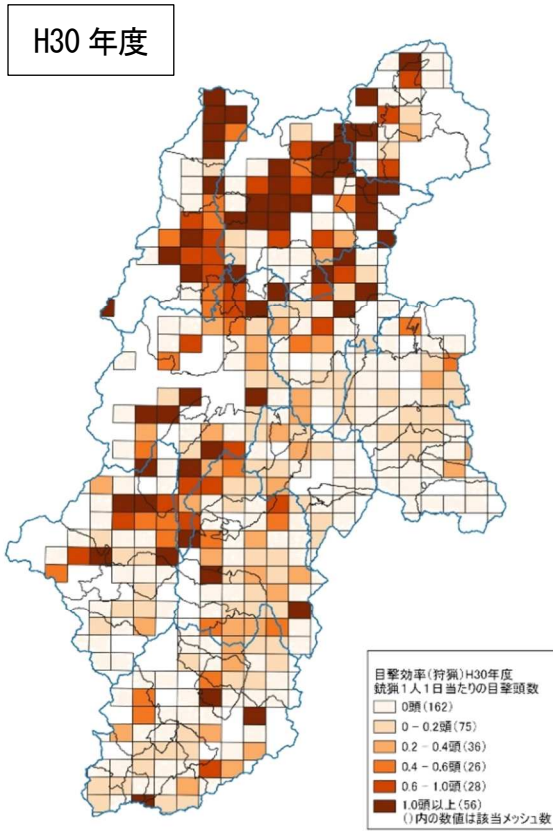 H30 年度
目撃効率(狩猟)H30年度
銃猟1人1日当たりの目撃頭数
0頭(162)
0 - 0.2頭(75)
0.2 - 0.4頭(36)
0.4 - 0.6頭(26)
0.6 - 1.0頭(28)
1.0頭以上(56)
()内の数値は該当メッシュ数